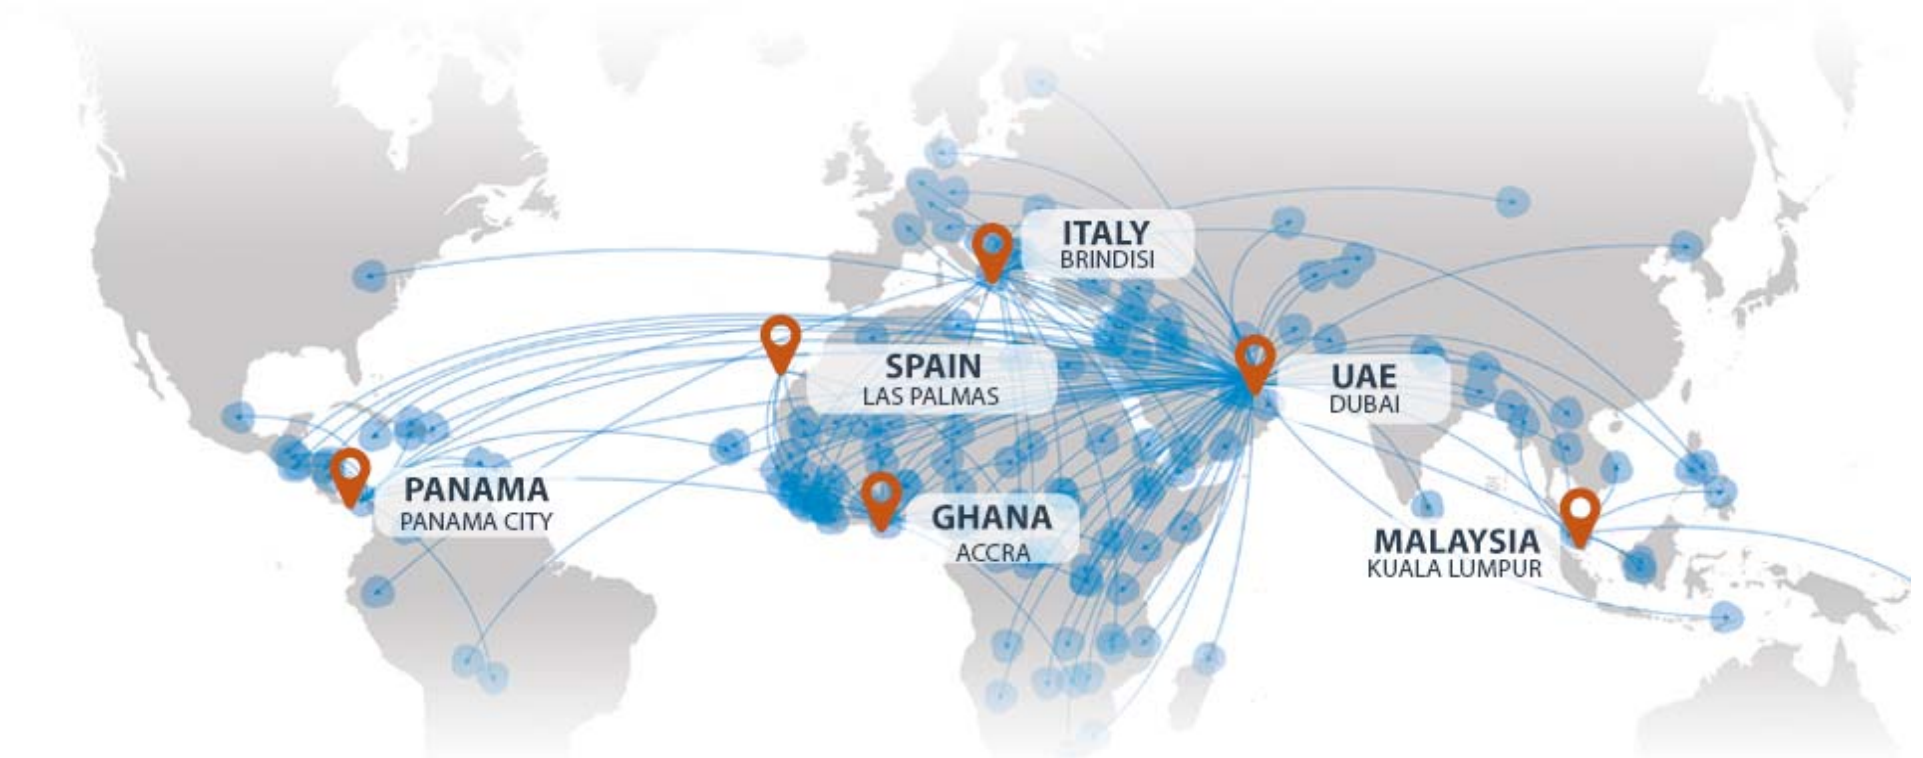 ITALY
BRINDISI
SPAIN
LAS PALMAS
UAE
DUBAI
PANAMA
PANAMA CITY
GHANA
ACCRA
MALAYSIA
KUALA LUMPUR